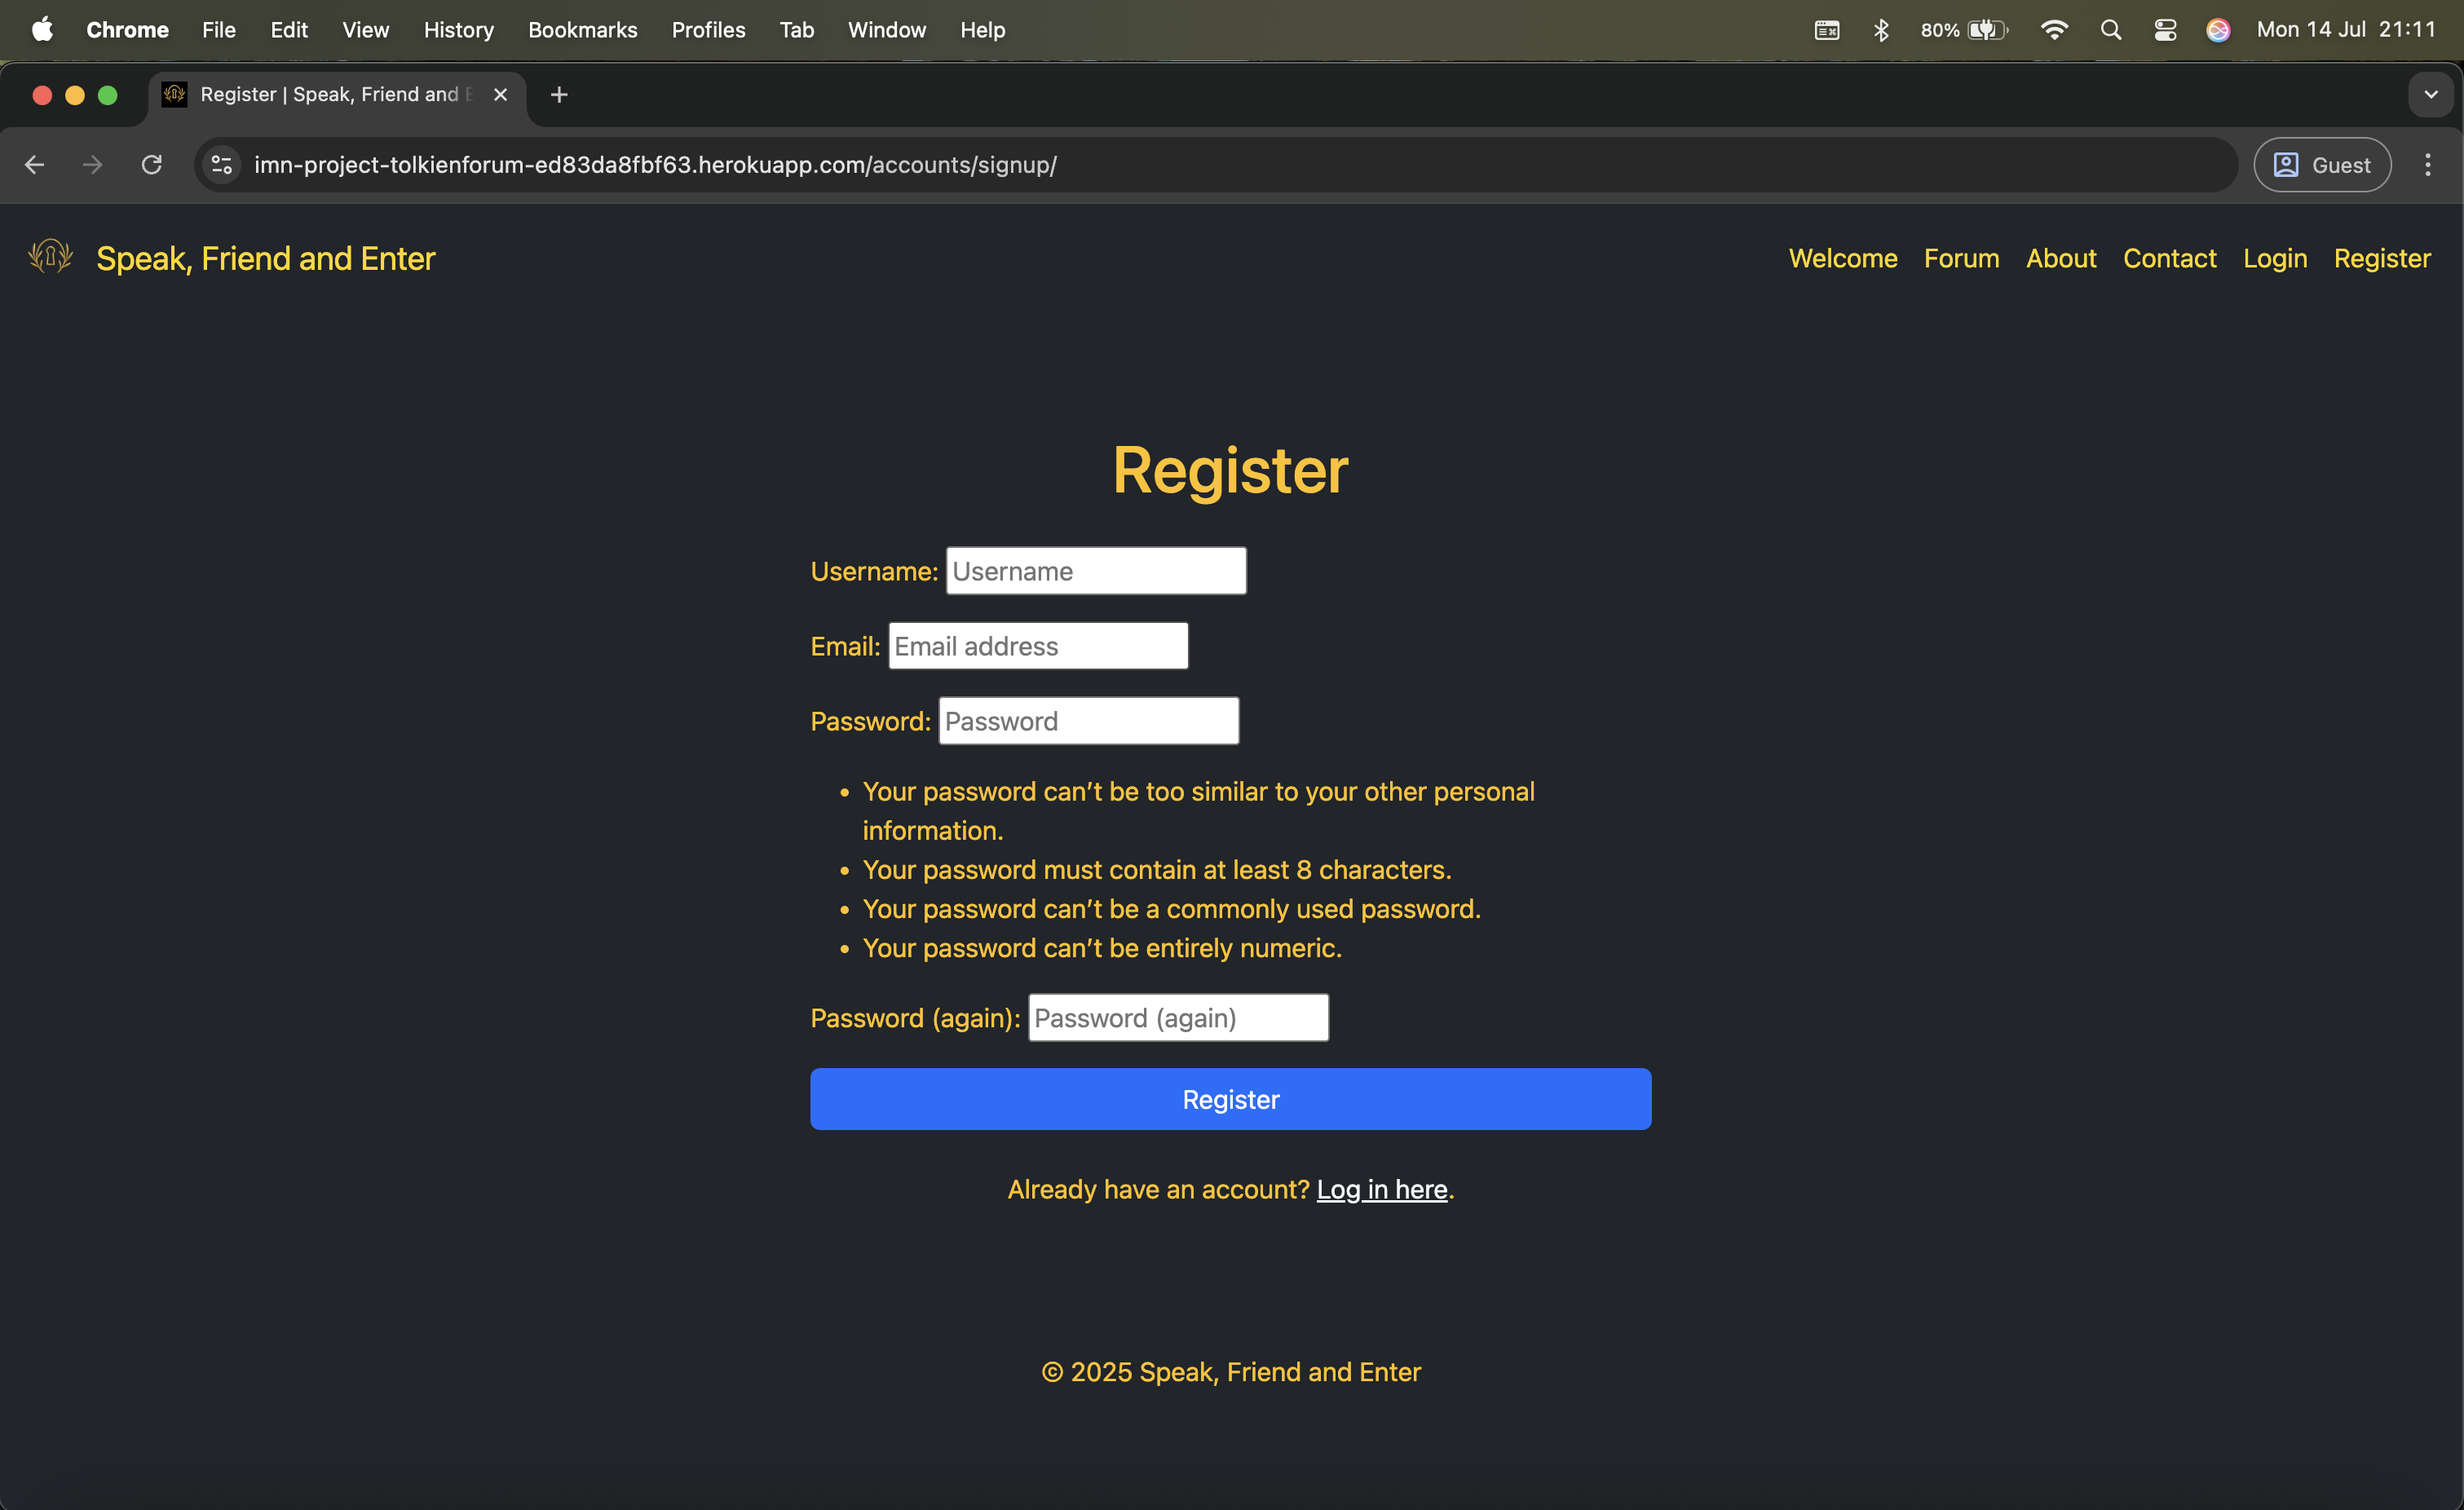 Chrome File Edit View History Bookmarks Profiles Tab Window Help 80% Mon 14 Jul 21:11
Register | Speak, Friend and
imn-project-tolkienforum-ed83da8fbf63.herokuapp.com/accounts/signup/ Guest
Speak, Friend and Enter Welcome Forum About Contact Login Register
Register
Username: Username
Email: Email address
Password: Password
• Your password can’t be too similar to your other personal
information.
• Your password must contain at least 8 characters.
• Your password can’t be a commonly used password.
• Your password can’t be entirely numeric.
Password (again): Password (again)
Register
Already have an account? Log in here.
© 2025 Speak, Friend and Enter